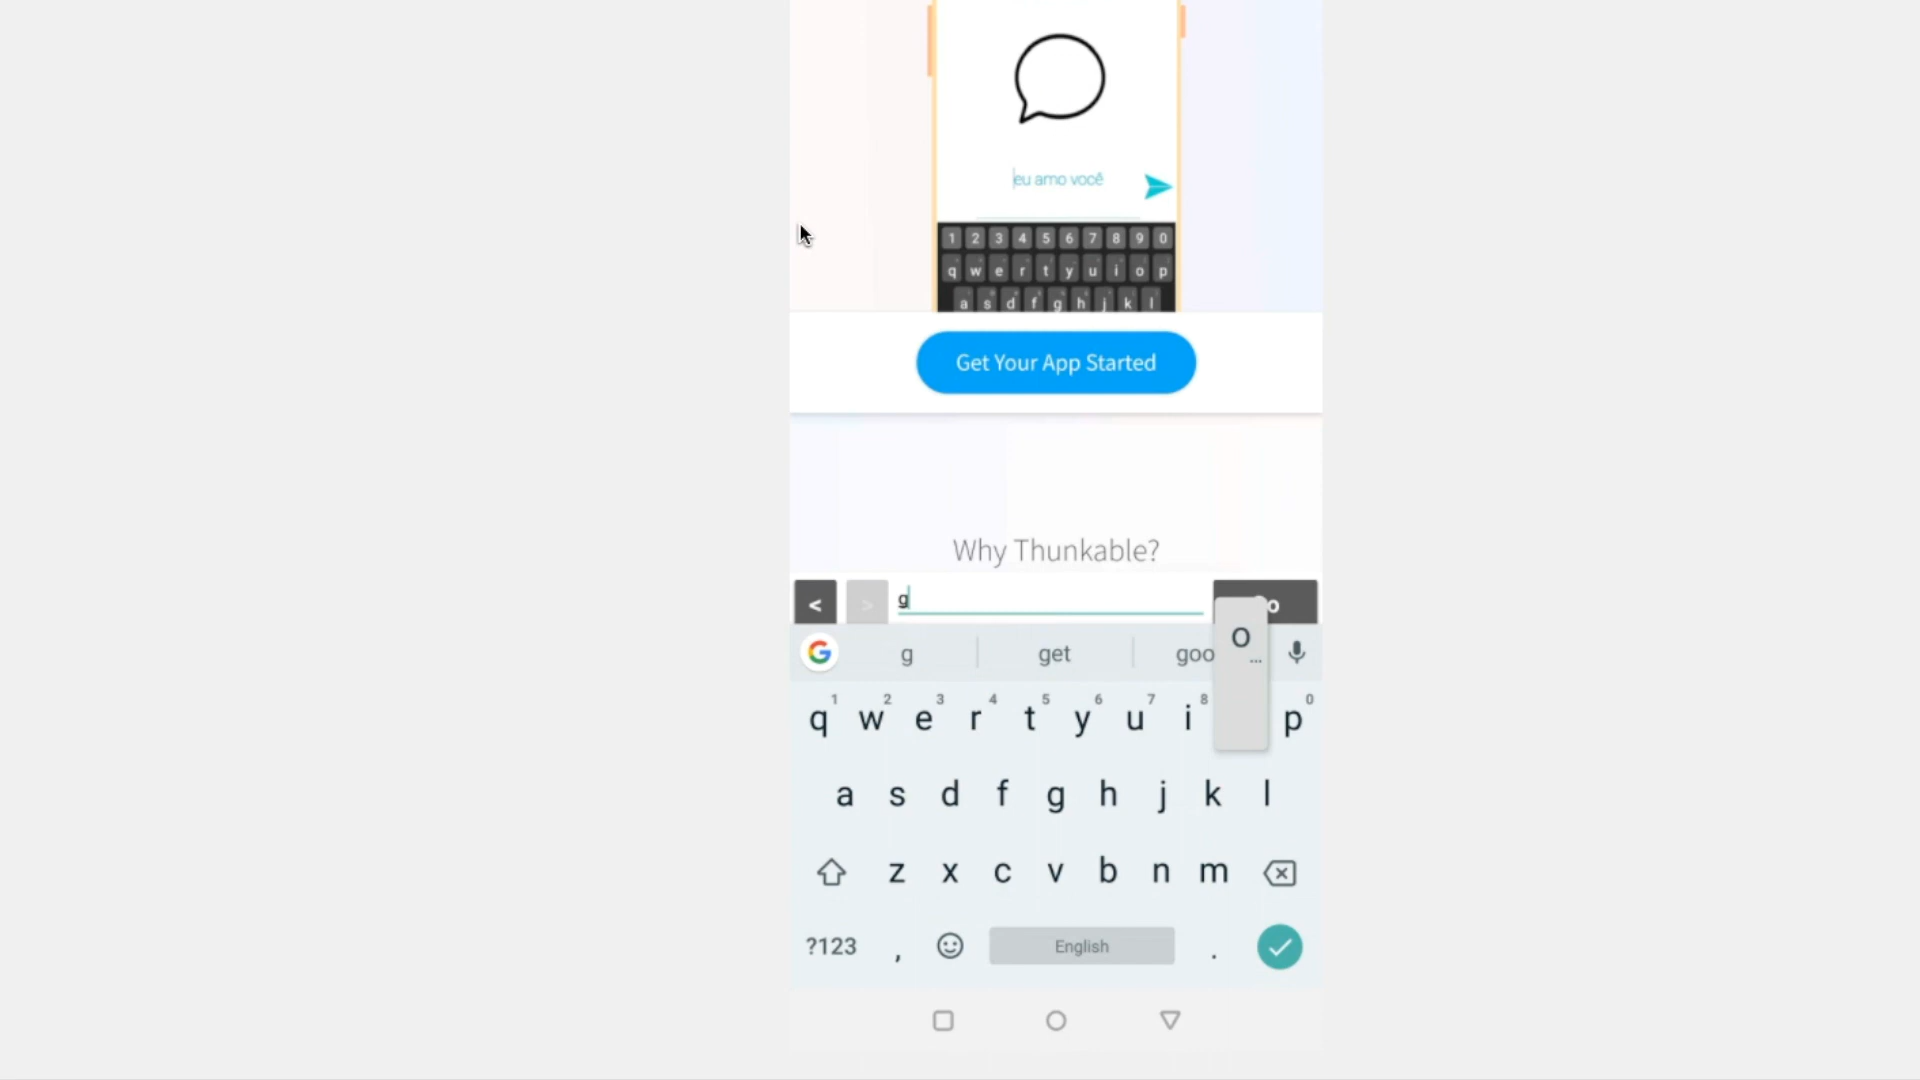 eu amo você
1 2 3 4 5 6 7 8 9 0
q w e r t y u i o p
a s d f g h j k l
Get Your App Started
Why Thunkable?
< > g o
g get goo
1 2 3 4 5 6 7 8 0
q w e r t y u i o ... p
a s d f g h j k l
z x c v b n m
?123 , English .